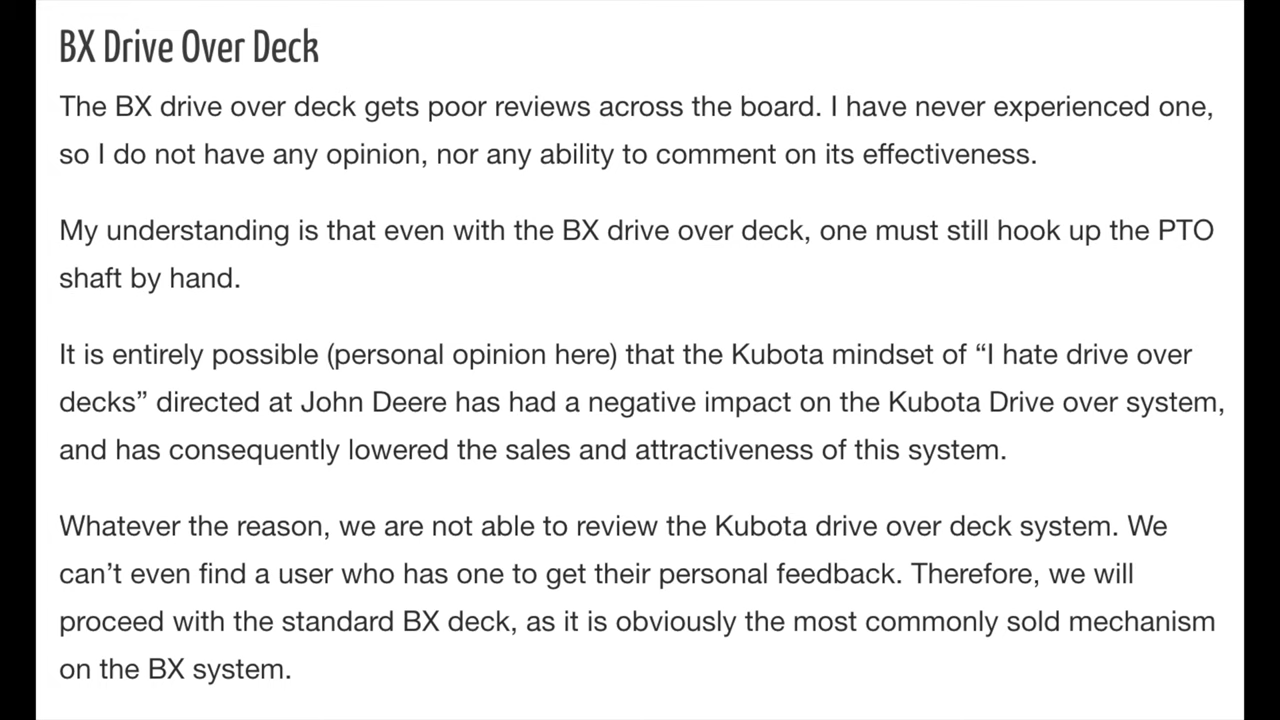 BX Drive Over Deck
The BX drive over deck gets poor reviews across the board. I have never experienced one,
so I do not have any opinion, nor any ability to comment on its effectiveness.
My understanding is that even with the BX drive over deck, one must still hook up the PTO
shaft by hand.
It is entirely possible (personal opinion here) that the Kubota mindset of “I hate drive over
decks” directed at John Deere has had a negative impact on the Kubota Drive over system,
and has consequently lowered the sales and attractiveness of this system.
Whatever the reason, we are not able to review the Kubota drive over deck system. We
can’t even find a user who has one to get their personal feedback. Therefore, we will
proceed with the standard BX deck, as it is obviously the most commonly sold mechanism
on the BX system.